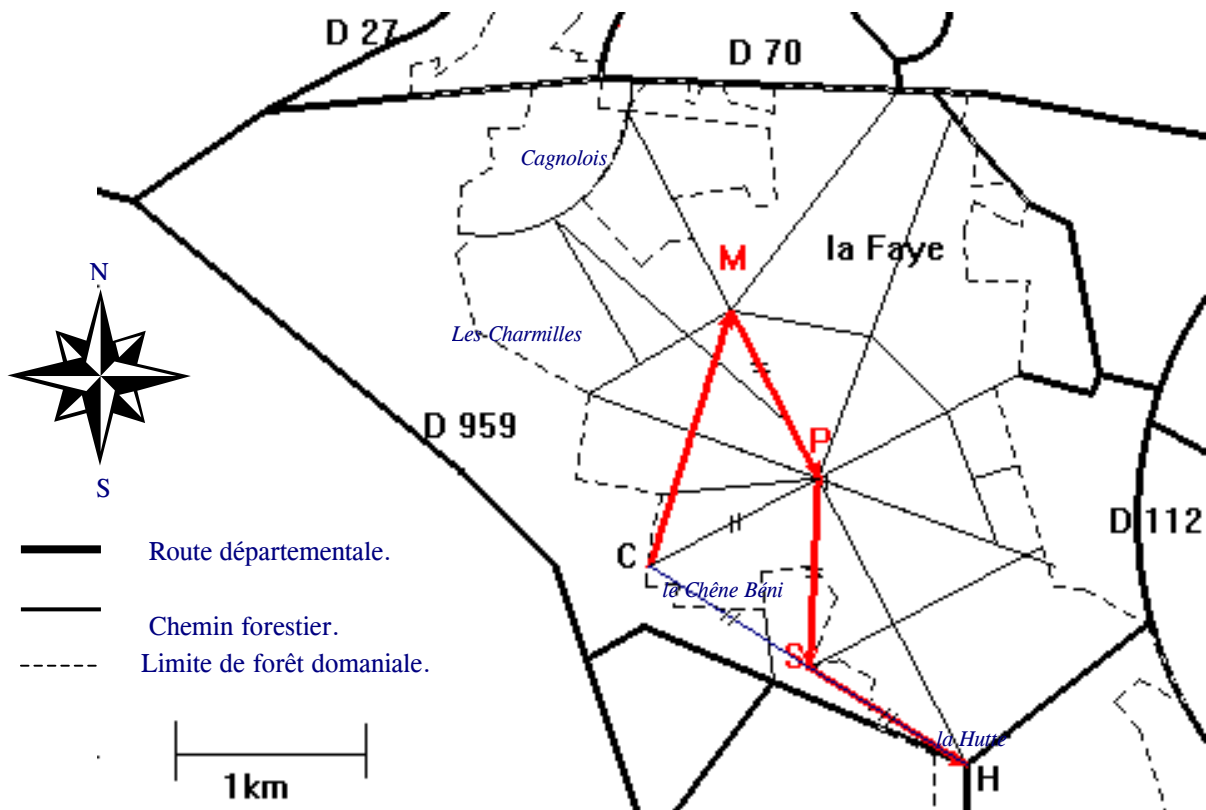 D 27
D 70
Cagnolois
la Faye
M
N
Les Charmilles
D 959
P
S
D 112
Route départementale.
C
le Chêne Béni
Chemin forestier.
S
Limite de forêt domaniale.
la Hutte
H
1km